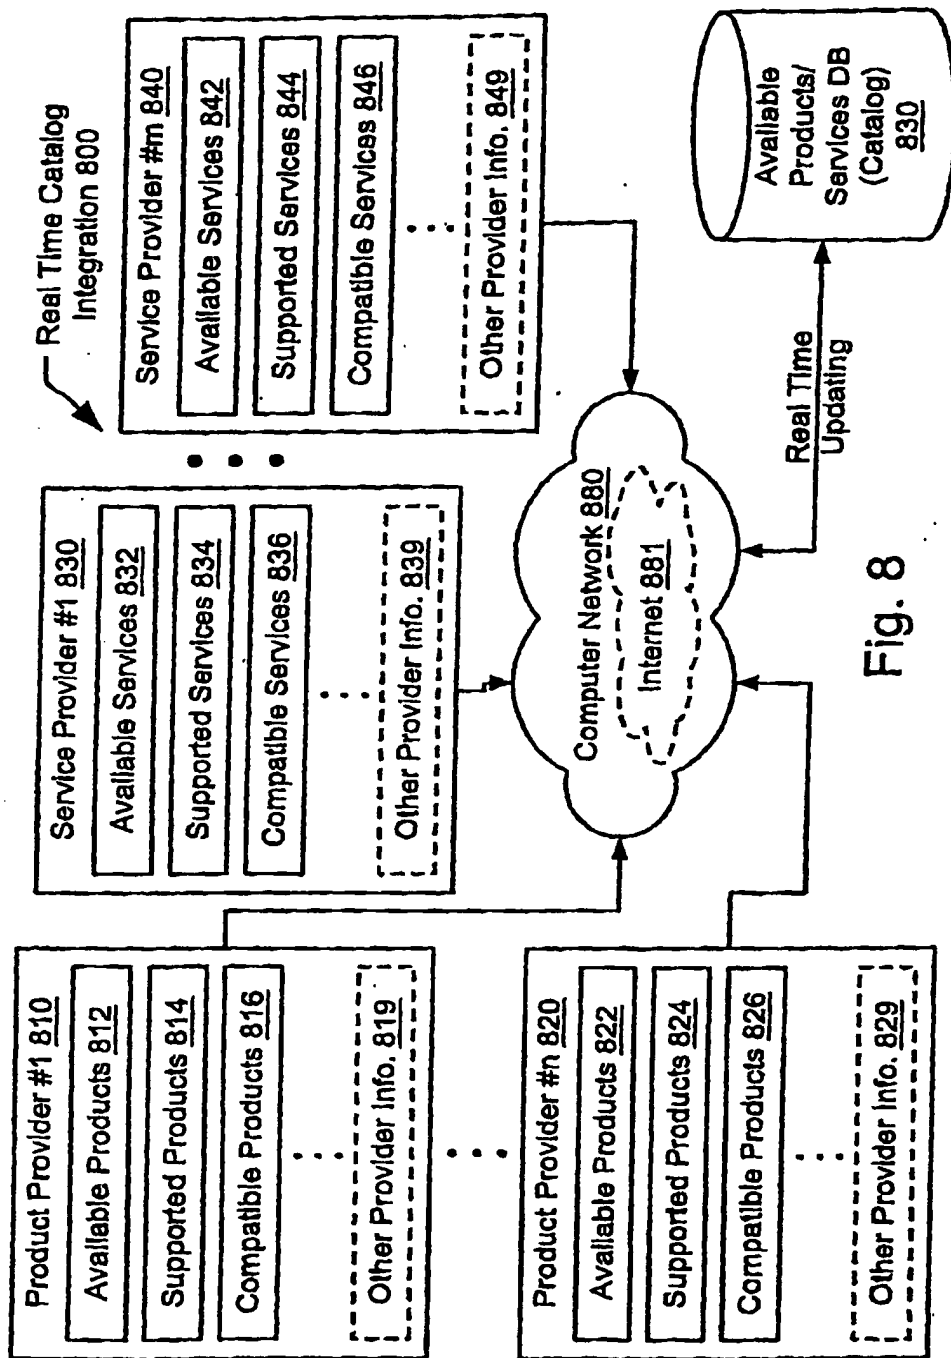 Real Time Catalog
Integration 800
Product Provider #1 810
Available Products 812
Supported Products 814
Compatible Products 816
Other Provider Info. 819
Service Provider #1 830
Available Services 832
Supported Services 834
Compatible Services 836
Other Provider Info. 839
Service Provider #m 840
Available Services 842
Supported Services 844
Compatible Services 846
Other Provider Info. 849
Product Provider #n 820
Available Products 822
Supported Products 824
Compatible Products 826
Other Provider Info. 829
Computer Network 880
Internet 881
Real Time
Updating
Available
Products/
Services DB
(Catalog)
830
Fig. 8